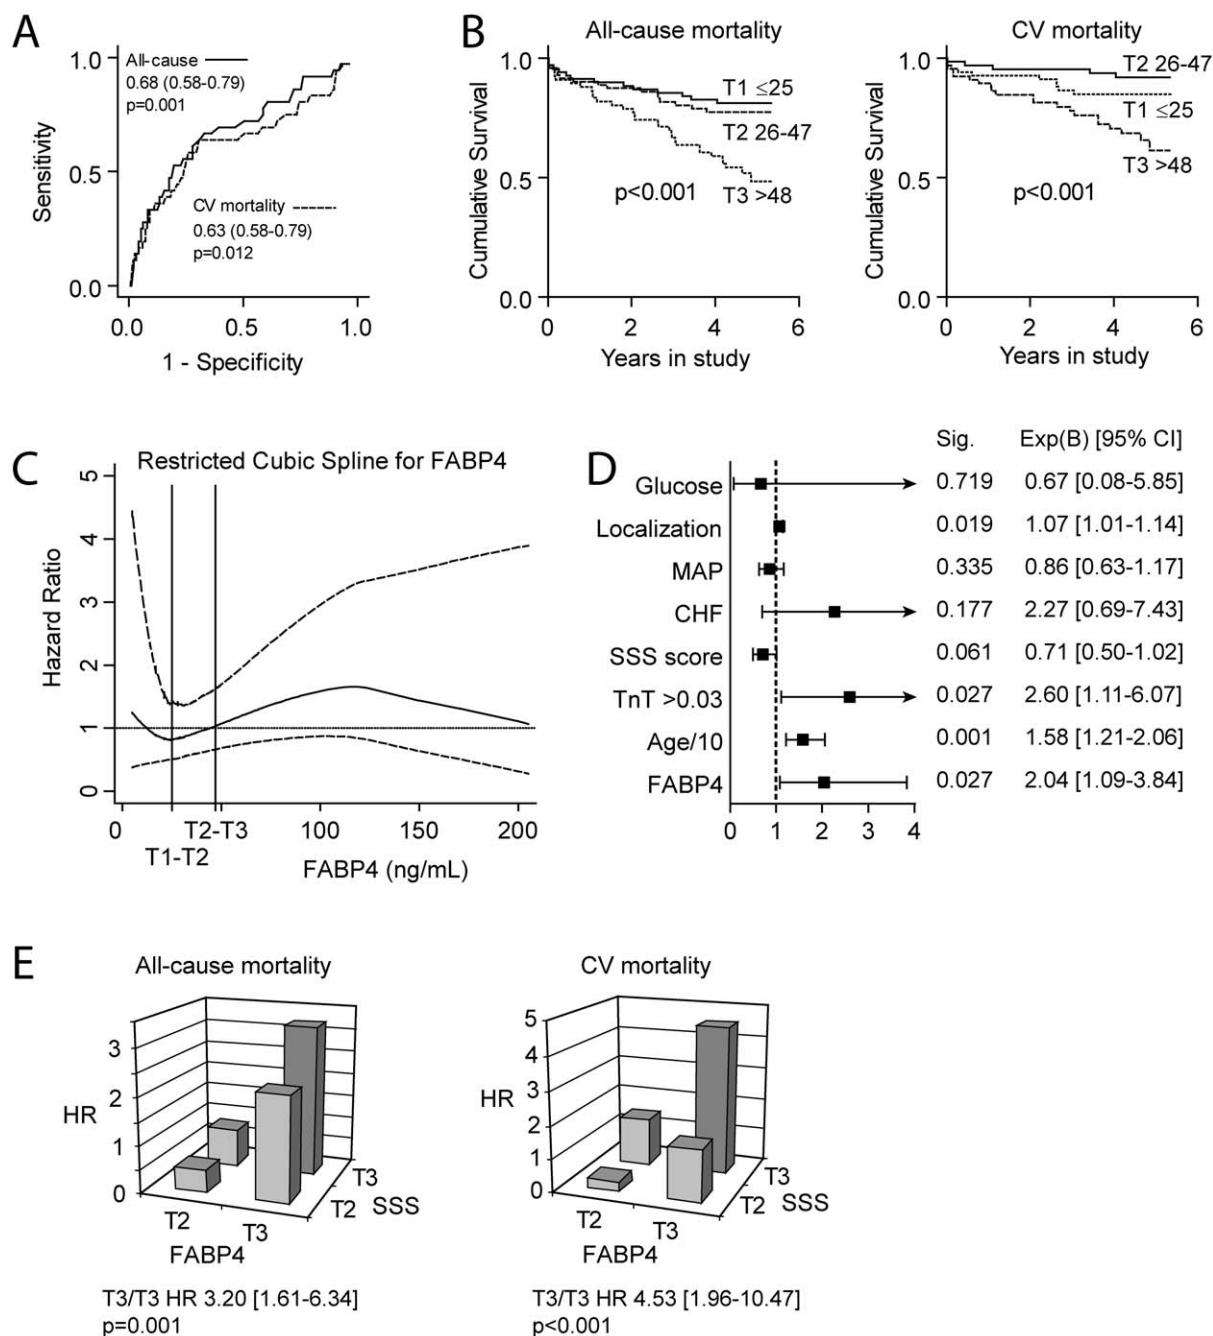 A
1.0
0.5
0.0
Sensitivity
All-cause
0.68 (0.58-0.79)
p=0.001
CV mortality
0.63 (0.58-0.79)
p=0.012
0.0
0.5
1.0
1 - Specificity
B
All-cause mortality
1.0
0.5
0.0
Cumulative Survival
T1 ≤25
T2 26-47
T3 >48
p<0.001
0
2
4
6
Years in study
CV mortality
1.0
0.5
0.0
Cumulative Survival
T2 26-47
T1 ≤25
T3 >48
p<0.001
0
2
4
6
Years in study
C
Restricted Cubic Spline for FABP4
5
4
3
2
1
0
Hazard Ratio
0
T2-T3
100
150
200
T1-T2
FABP4 (ng/mL)
D
Sig. Exp(B) [95% CI]
Glucose 0.719 0.67 [0.08-5.85]
Localization 0.019 1.07 [1.01-1.14]
MAP 0.335 0.86 [0.63-1.17]
CHF 0.177 2.27 [0.69-7.43]
SSS score 0.061 0.71 [0.50-1.02]
TnT >0.03 0.027 2.60 [1.11-6.07]
Age/10 0.001 1.58 [1.21-2.06]
FABP4 0.027 2.04 [1.09-3.84]
0 1 2 3 4
E
All-cause mortality
3
2
1
0
HR
T2
T3
FABP4
T3
T2
SSS
T3/T3 HR 3.20 [1.61-6.34]
p=0.001
CV mortality
5
4
3
2
1
0
HR
T2
T3
FABP4
T3
T2
SSS
T3/T3 HR 4.53 [1.96-10.47]
p<0.001